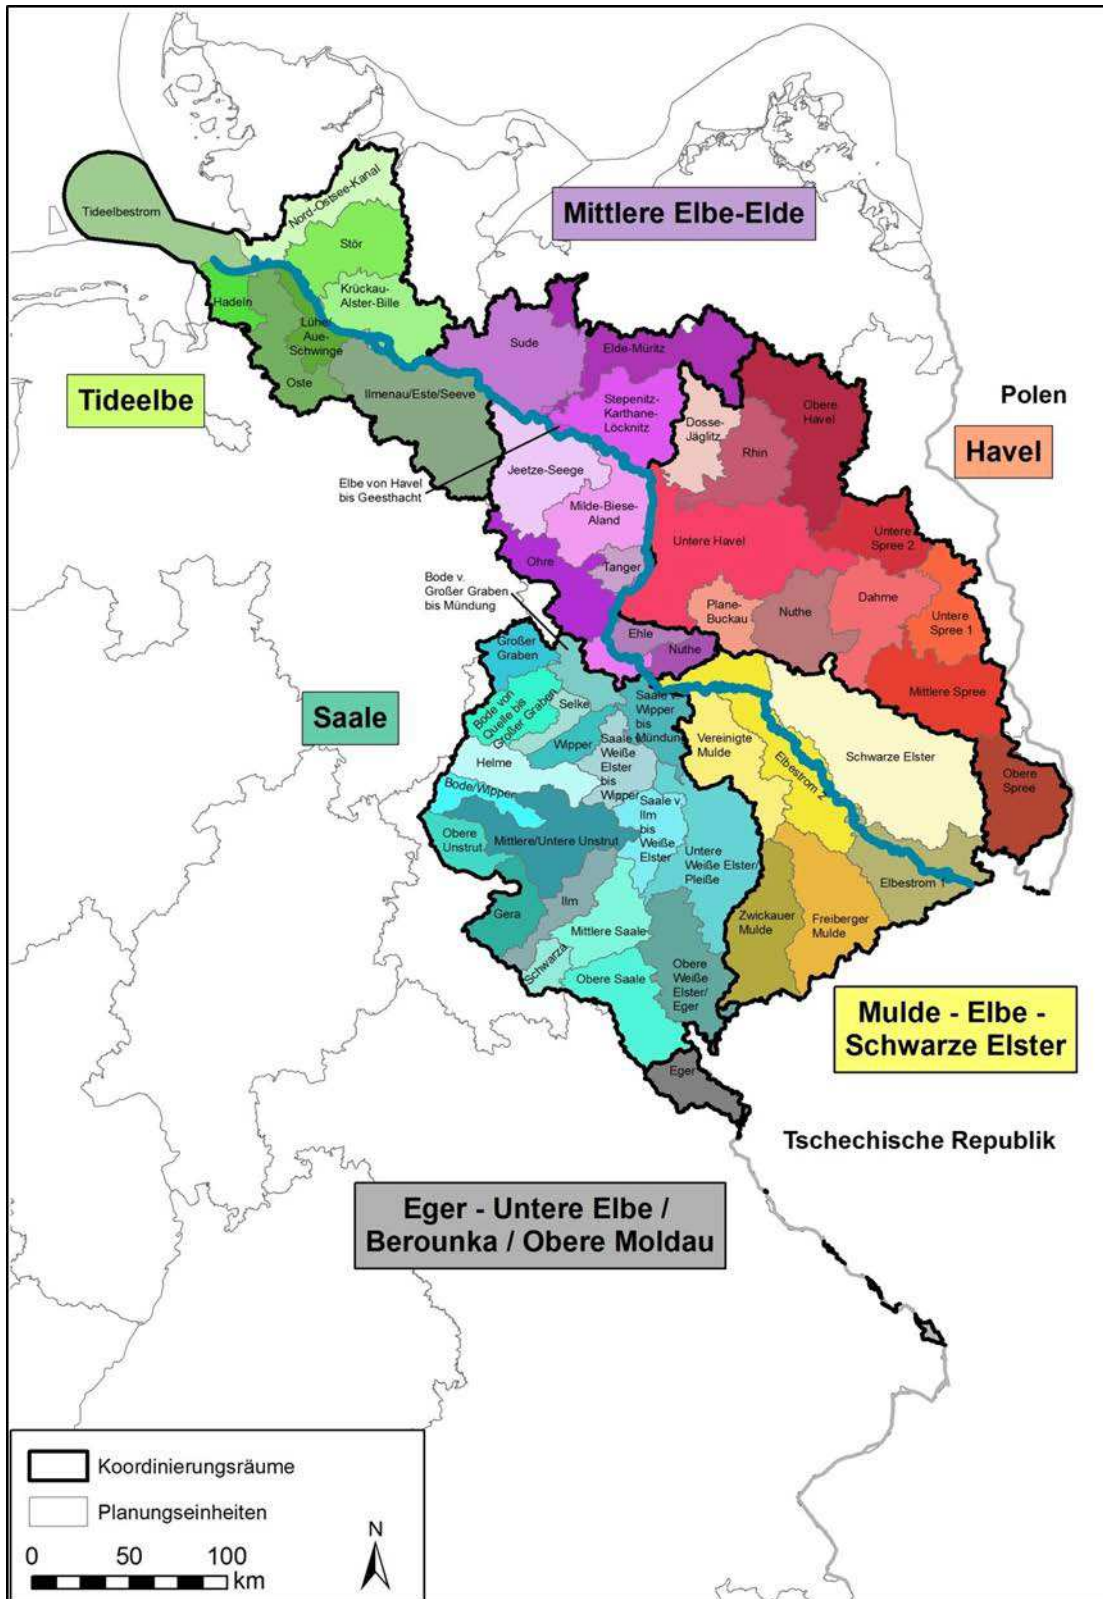 Mittlere Elbe-Elde
Tideelbestrom
Nord-Ostsee-Kanal
Stör
Hadeln
Krückau-
Alster-Bille
Lühe/
Aue-
Schwinge
Oste
Ilmenau/Este/Seeve
Tideelbe
Sude
Elde-Müritz
Stepenitz-
Karthane-
Löcknitz
Dosse-
Jäglitz
Rhin
Obere
Havel
Polen
Havel
Elbe von Havel
bis Geesthacht
Jeetze-Seege
Milde-Biese-
Aland
Untere Havel
Untere
Spree 2
Ohre
Tanger
Bode v.
Großer Graben
bis Mündung
Plane-
Buckau
Nuthe
Dahme
Untere
Spree 1
Ehle
Nuthe
Mittlere Spree
Großer
Graben
Saale
Bode von
Quelle bis
Großer Graben
Selke
Wipper
Saale v.
Weiße
Elster
bis
Wipper
Saale v.
Wipper
bis
Mündung
Vereinigte
Mulde
Elbestrom 2
Schwarze Elster
Obere
Spree
Helme
Bode/Wipper
Obere
Unstrut
Mittlere/Untere Unstrut
Saale v.
Ilm
bis
Weiße
Elster
Untere
Weiße Elster/
Pleiße
Elbestrom 1
Gera
Ilm
Mittlere Saale
Schwarza
Obere Saale
Obere
Weiße
Elster/
Eger
Zwickauer
Mulde
Freiberger
Mulde
Mulde - Elbe -
Schwarze Elster
Eger
Tschechische Republik
Eger - Untere Elbe /
Berounka / Obere Moldau
Koordinierungsräume
Planungseinheiten
N
0 50 100
km